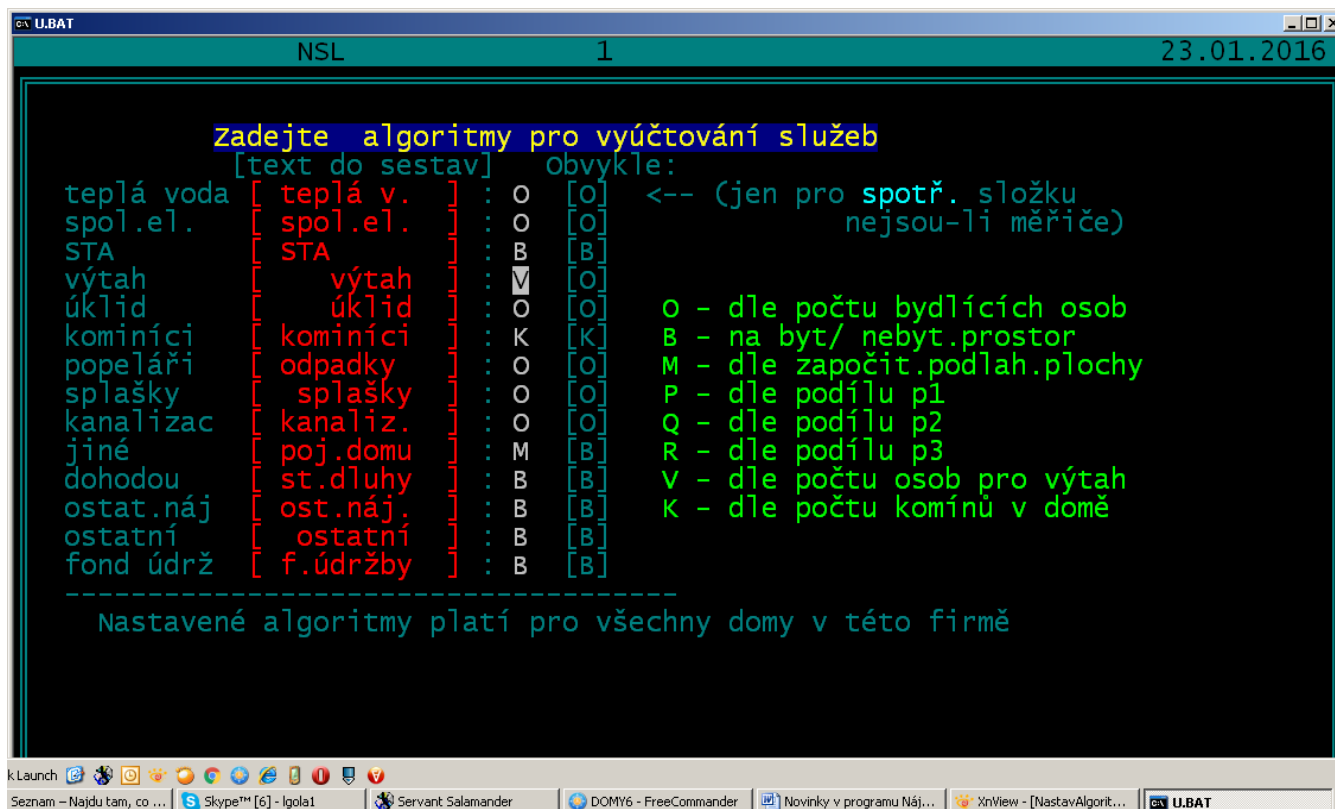 U.BAT
NSL 1 23.01.2016
Zadejte algoritmy pro vyúčtování služeb
[text do sestav] Obvykle:
teplá voda [ teplá v. ] : O [O] <-- (jen pro spotř. složku
spol.el. [ spol.el. ] : O [O] nejsou-li měřiče)
STA [ STA ] : B [B]
výtah [ výtah ] : V [O]
úklid [ úklid ] : O [O] O – dle počtu bydlících osob
kominíci [ kominíci ] : K [K] B – na byt/ nebyt.prostor
popeláři [ odpadky ] : O [O] M – dle započit.podlah.plochy
splašky [ splašky ] : O [O] P – dle podílu p1
kanalizac [ kanaliz. ] : O [O] Q – dle podílu p2
jiné [ poj.domu ] : M [B] R – dle podílu p3
dohodou [ st.dluhy ] : B [B] V – dle počtu osob pro výtah
ostat.náj [ ost.náj. ] : B [B] K – dle počtu komínů v domě
ostatní [ ostatní ] : B [B]
fond údrž [ f.údržby ] : B [B]
---------------------------------------
Nastavené algoritmy platí pro všechny domy v této firmě
k Launch
Seznam – Najdu tam, co ... Skype™ [6] - lgola1 Servant Salamander DOMY6 - FreeCommander Novinky v programu Náj... XnView - [NastavAlgorit... U.BAT